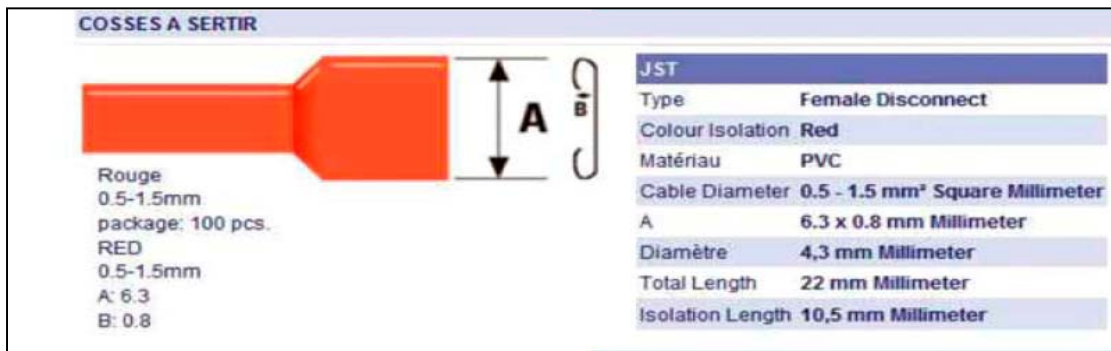 COSSES A SERTIR
A
B
Rouge
0.5-1.5mm
package: 100 pcs.
RED
0.5-1.5mm
A: 6.3
B: 0.8
JST
Type Female Disconnect
Colour Isolation Red
Matériau PVC
Cable Diameter 0.5 - 1.5 mm² Square Millimeter
A 6.3 x 0.8 mm Millimeter
Diamètre 4,3 mm Millimeter
Total Length 22 mm Millimeter
Isolation Length 10,5 mm Millimeter